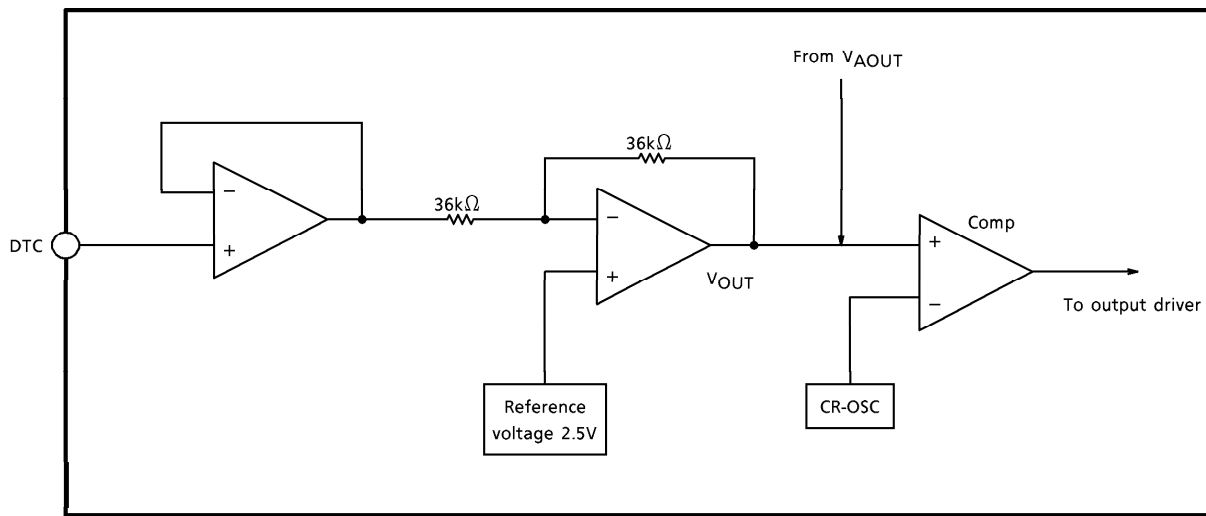 From VAOUT
36kΩ
36kΩ
−
−
+
Comp
DTC
+
+
VOUT
−
To output driver
Reference
voltage 2.5V
CR-OSC